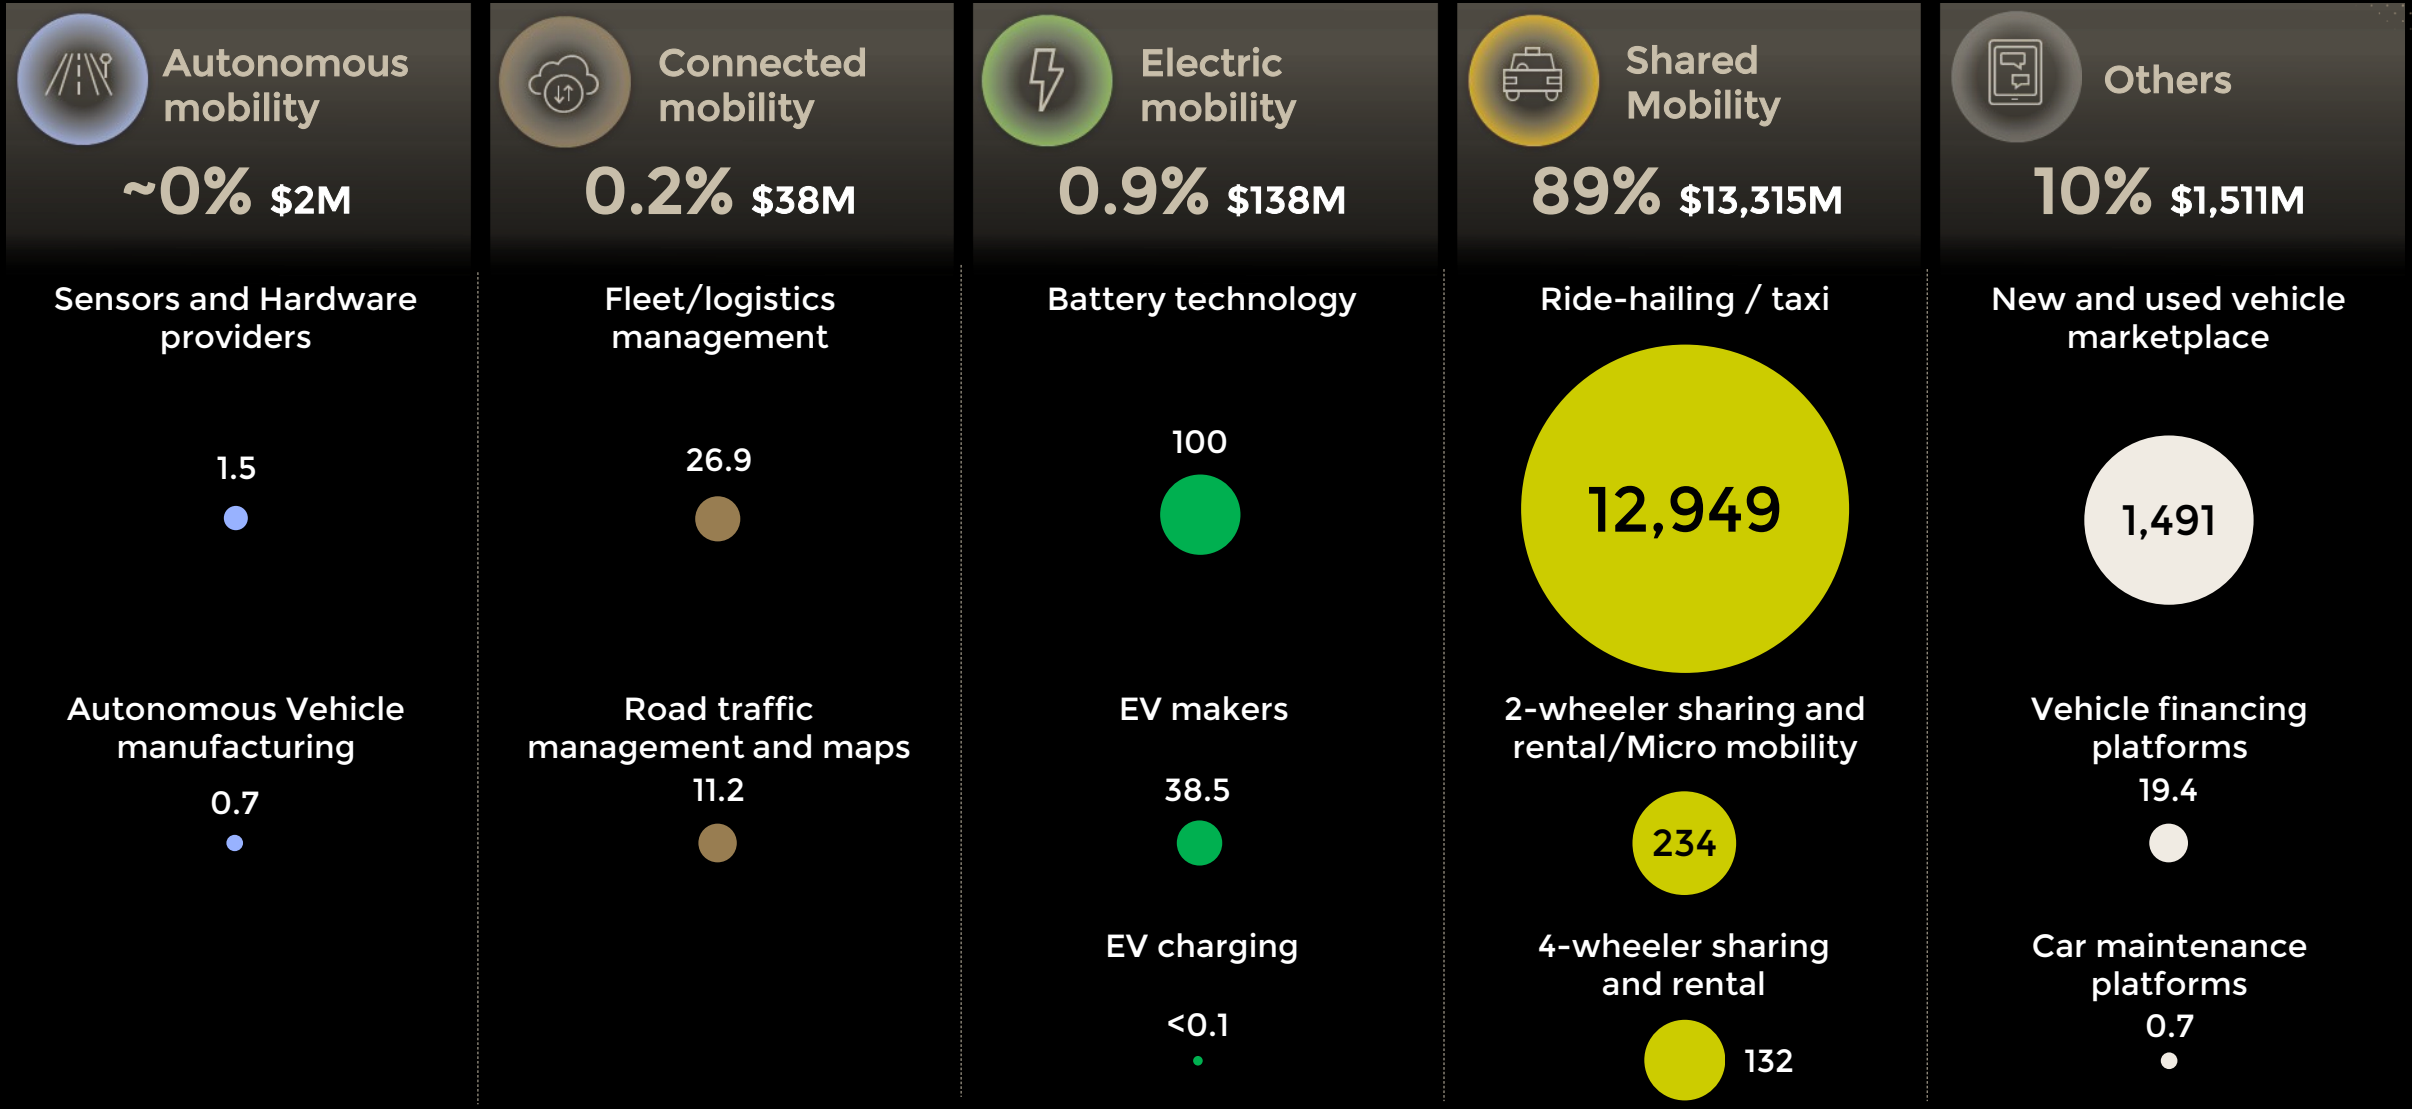 Autonomous
mobility
~0% $2M
Sensors and Hardware
providers
1.5
Autonomous Vehicle
manufacturing
0.7
Connected
mobility
0.2% $38M
Fleet/logistics
management
26.9
Road traffic
management and maps
11.2
Electric
mobility
0.9% $138M
Battery technology
100
EV makers
38.5
EV charging
<0.1
Shared
Mobility
89% $13,315M
Ride-hailing / taxi
12,949
2-wheeler sharing and
rental/Micro mobility
234
4-wheeler sharing
and rental
132
Others
10% $1,511M
New and used vehicle
marketplace
1,491
Vehicle financing
platforms
19.4
Car maintenance
platforms
0.7